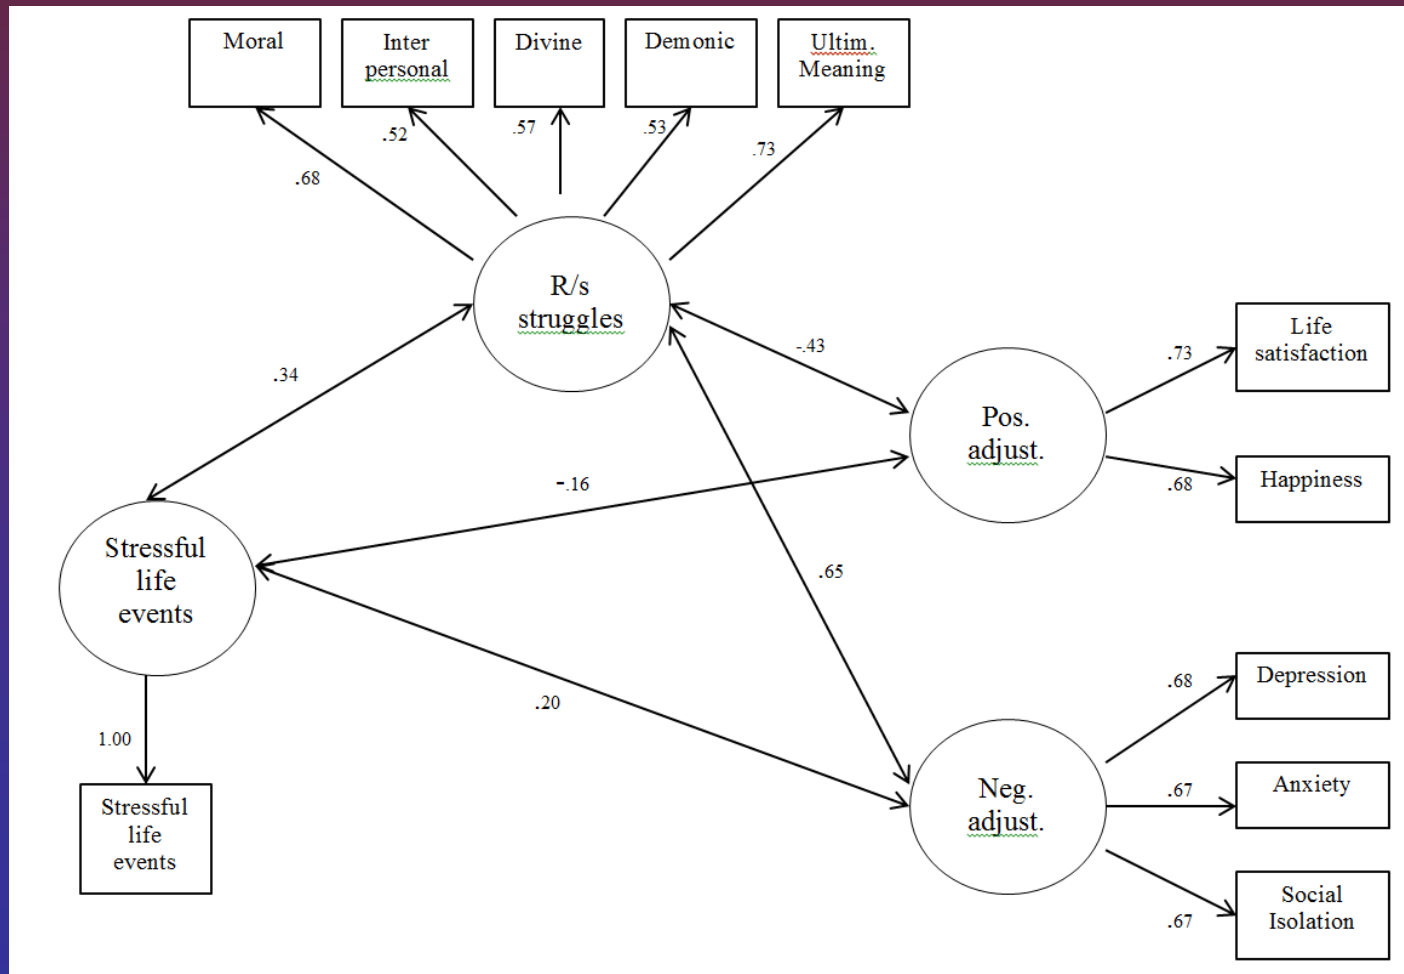 Moral
Inter
personal
Divine
Demonic
Ultim.
Meaning
.68
.52
.57
.53
.73
R/s
struggles
.34
-.43
-.16
.65
.20
Pos.
adjust.
.73
.68
Life
satisfaction
Happiness
Stressful
life
events
1.00
Stressful
life
events
Neg.
adjust.
.68
.67
.67
Depression
Anxiety
Social
Isolation